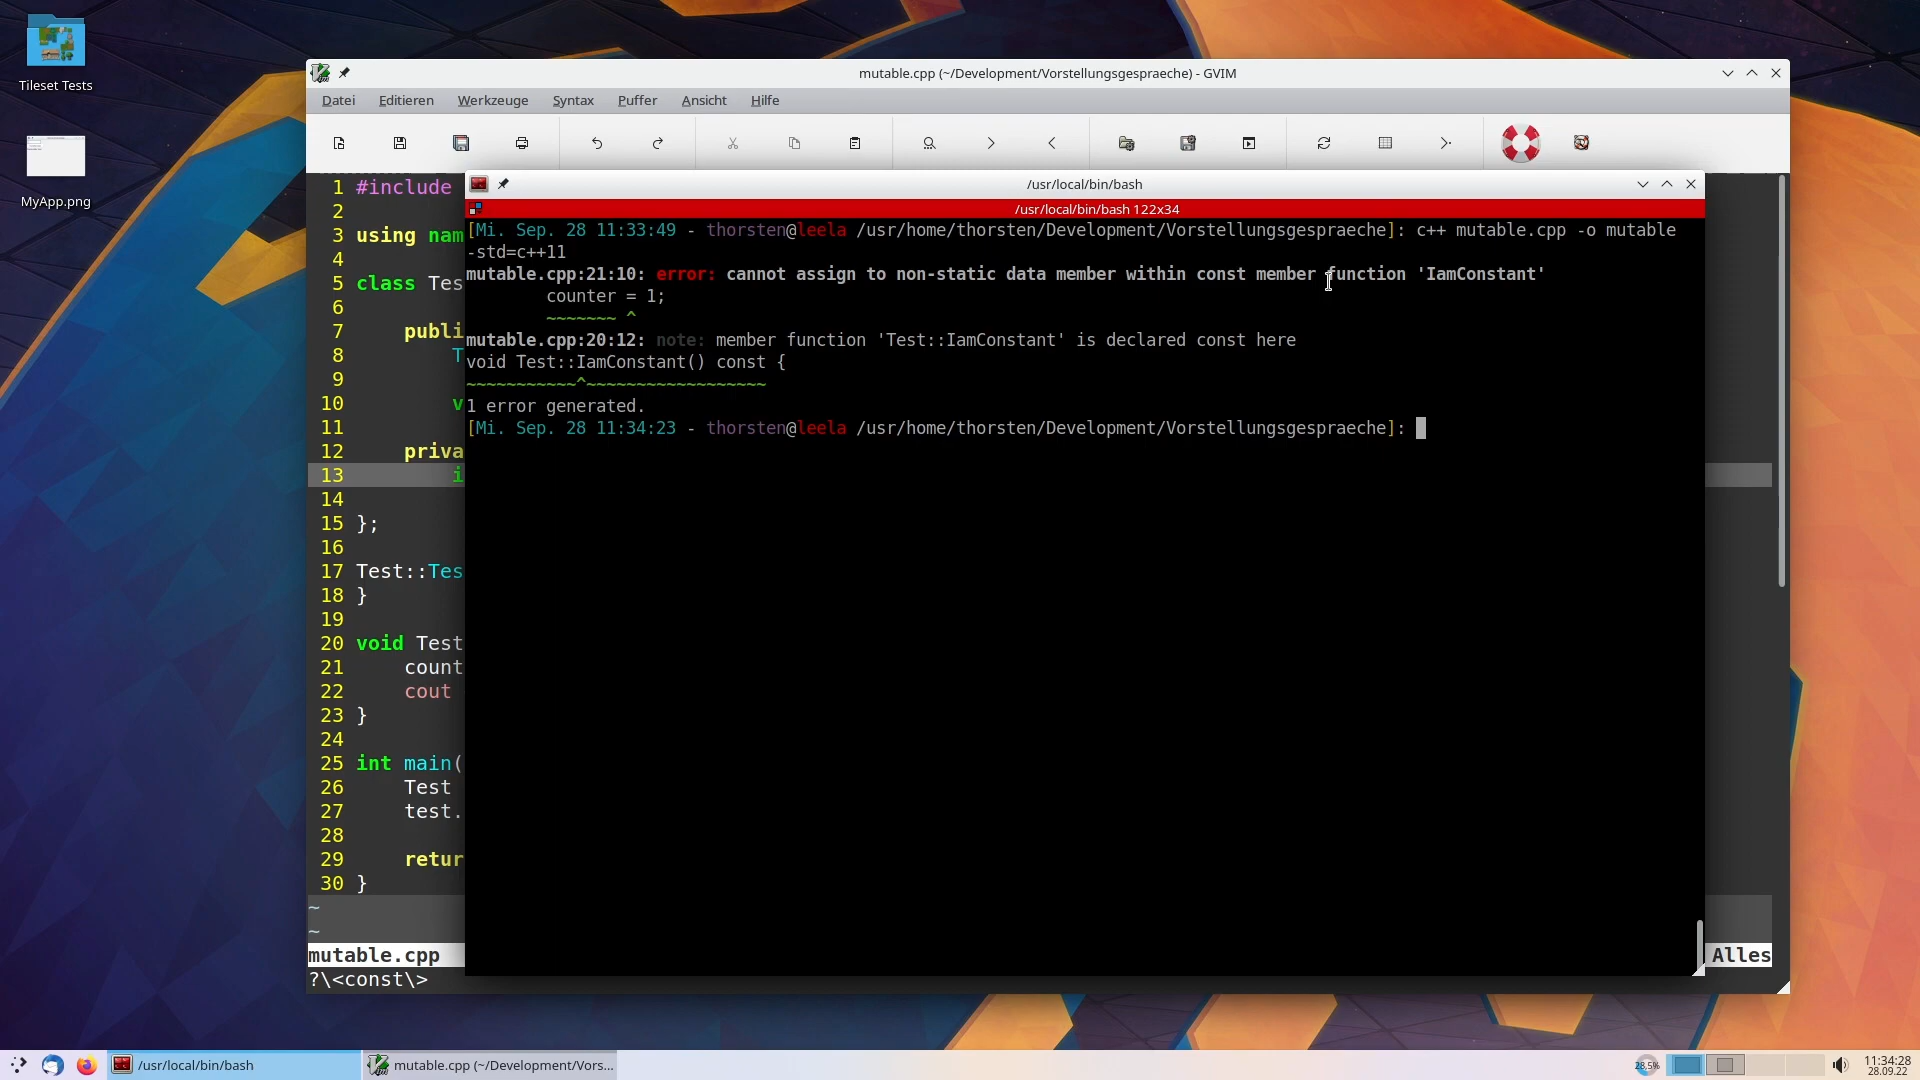 Tileset Tests
MyApp.png
mutable.cpp (~/Development/Vorstellungsgespraeche) - GVIM
Datei Editieren Werkzeuge Syntax Puffer Ansicht Hilfe
1 #include
2
3 using nam
4
5 class Tes
6
7 publi
8 T
9
10 v
11
12 priva
13 i
14
15 };
16
17 Test::Tes
18 }
19
20 void Test
21 count
22 cout
23 }
24
25 int main(
26 Test
27 test.
28
29 retur
30 }
~
~
mutable.cpp Alles
?\<const\>
/usr/local/bin/bash
/usr/local/bin/bash 122x34
[Mi. Sep. 28 11:33:49 - thorsten@leela /usr/home/thorsten/Development/Vorstellungsgespraeche]: c++ mutable.cpp -o mutable
-std=c++11
mutable.cpp:21:10: error: cannot assign to non-static data member within const member function 'IamConstant'
counter = 1;
~~~~~~~ ^
mutable.cpp:20:12: note: member function 'Test::IamConstant' is declared const here
void Test::IamConstant() const {
~~~~~~~~~~~^~~~~~~~~~~~~~~~~~~
1 error generated.
[Mi. Sep. 28 11:34:23 - thorsten@leela /usr/home/thorsten/Development/Vorstellungsgespraeche]:
/usr/local/bin/bash
mutable.cpp (~/Development/Vors...
28.5%
11:34:28
28.09.22